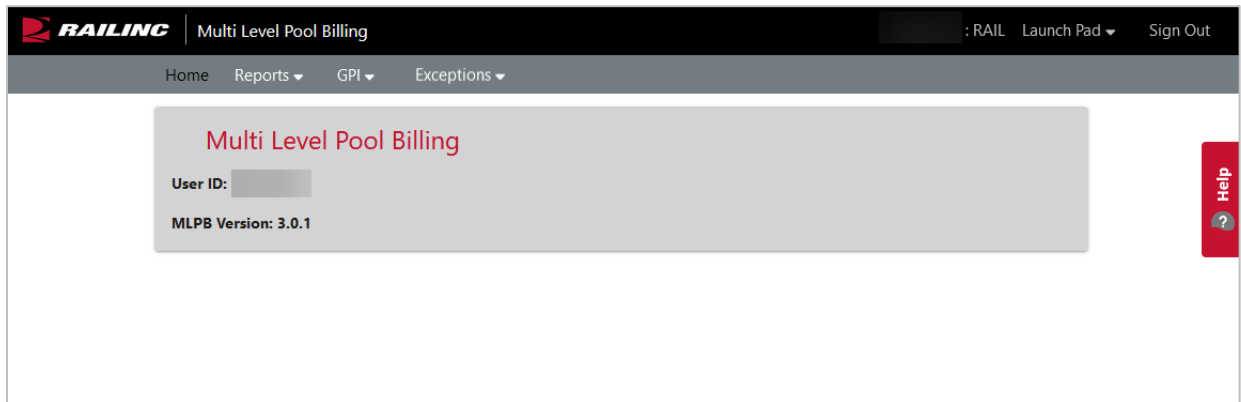 RAILINC Multi Level Pool Billing : RAIL Launch Pad Sign Out
Home Reports GPI Exceptions
Multi Level Pool Billing
User ID:
MLPB Version: 3.0.1
Help
?